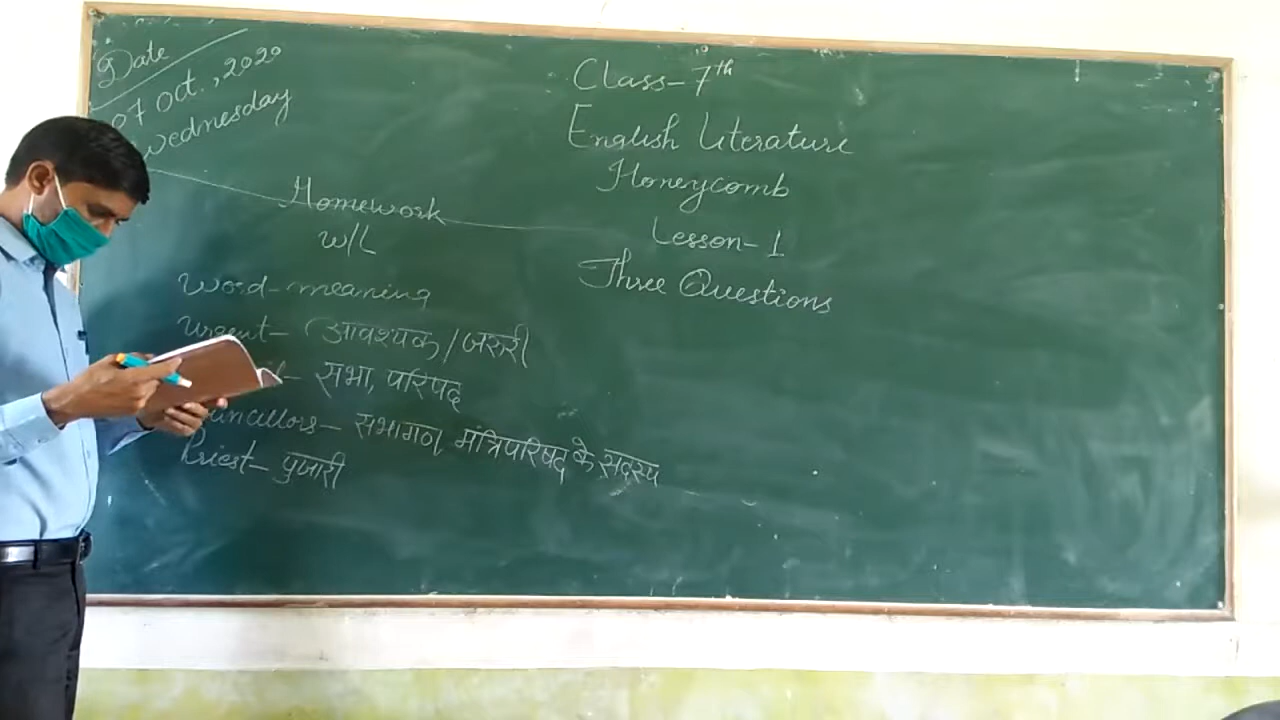 Date
07 Oct., 2020
Wednesday
Class-7th
English Literature
Honeycomb
Lesson-1
Three Questions
Homework
W/L
Word-meaning
Urgent- आवश्यक/जरुरी
- सभा, परिषद
- सभागण, मंत्रिपरिषद के सदस्य
Priest- पुजारी